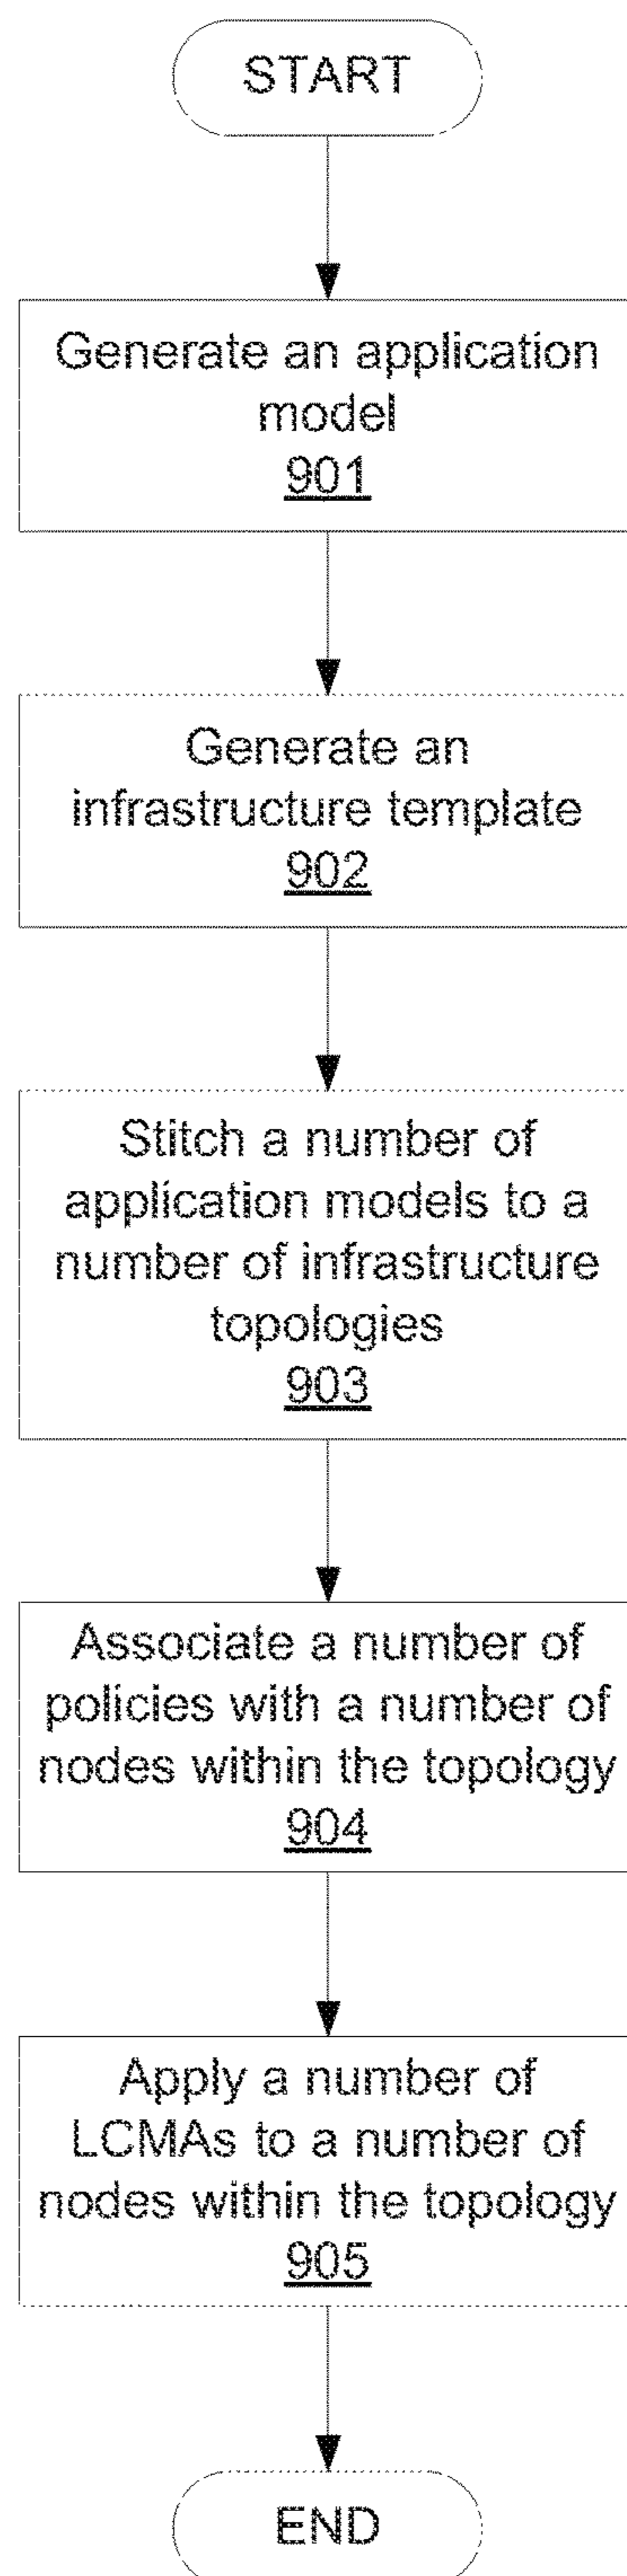 START
Generate an application
model
901
Generate an
infrastructure template
902
Stitch a number of
application models to a
number of infrastructure
topologies
903
Associate a number of
policies with a number of
nodes within the topology
904
Apply a number of
LCMAs to a number of
nodes within the topology
905
END